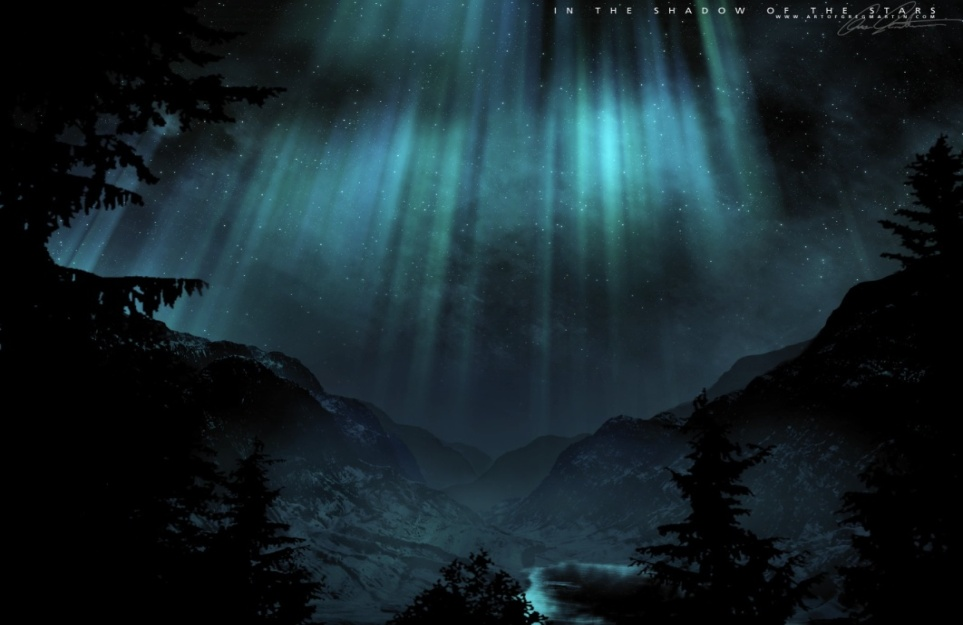 IN THE SHADOW OF THE STARS
WWW.ARTOFGREGMARTIN.COM